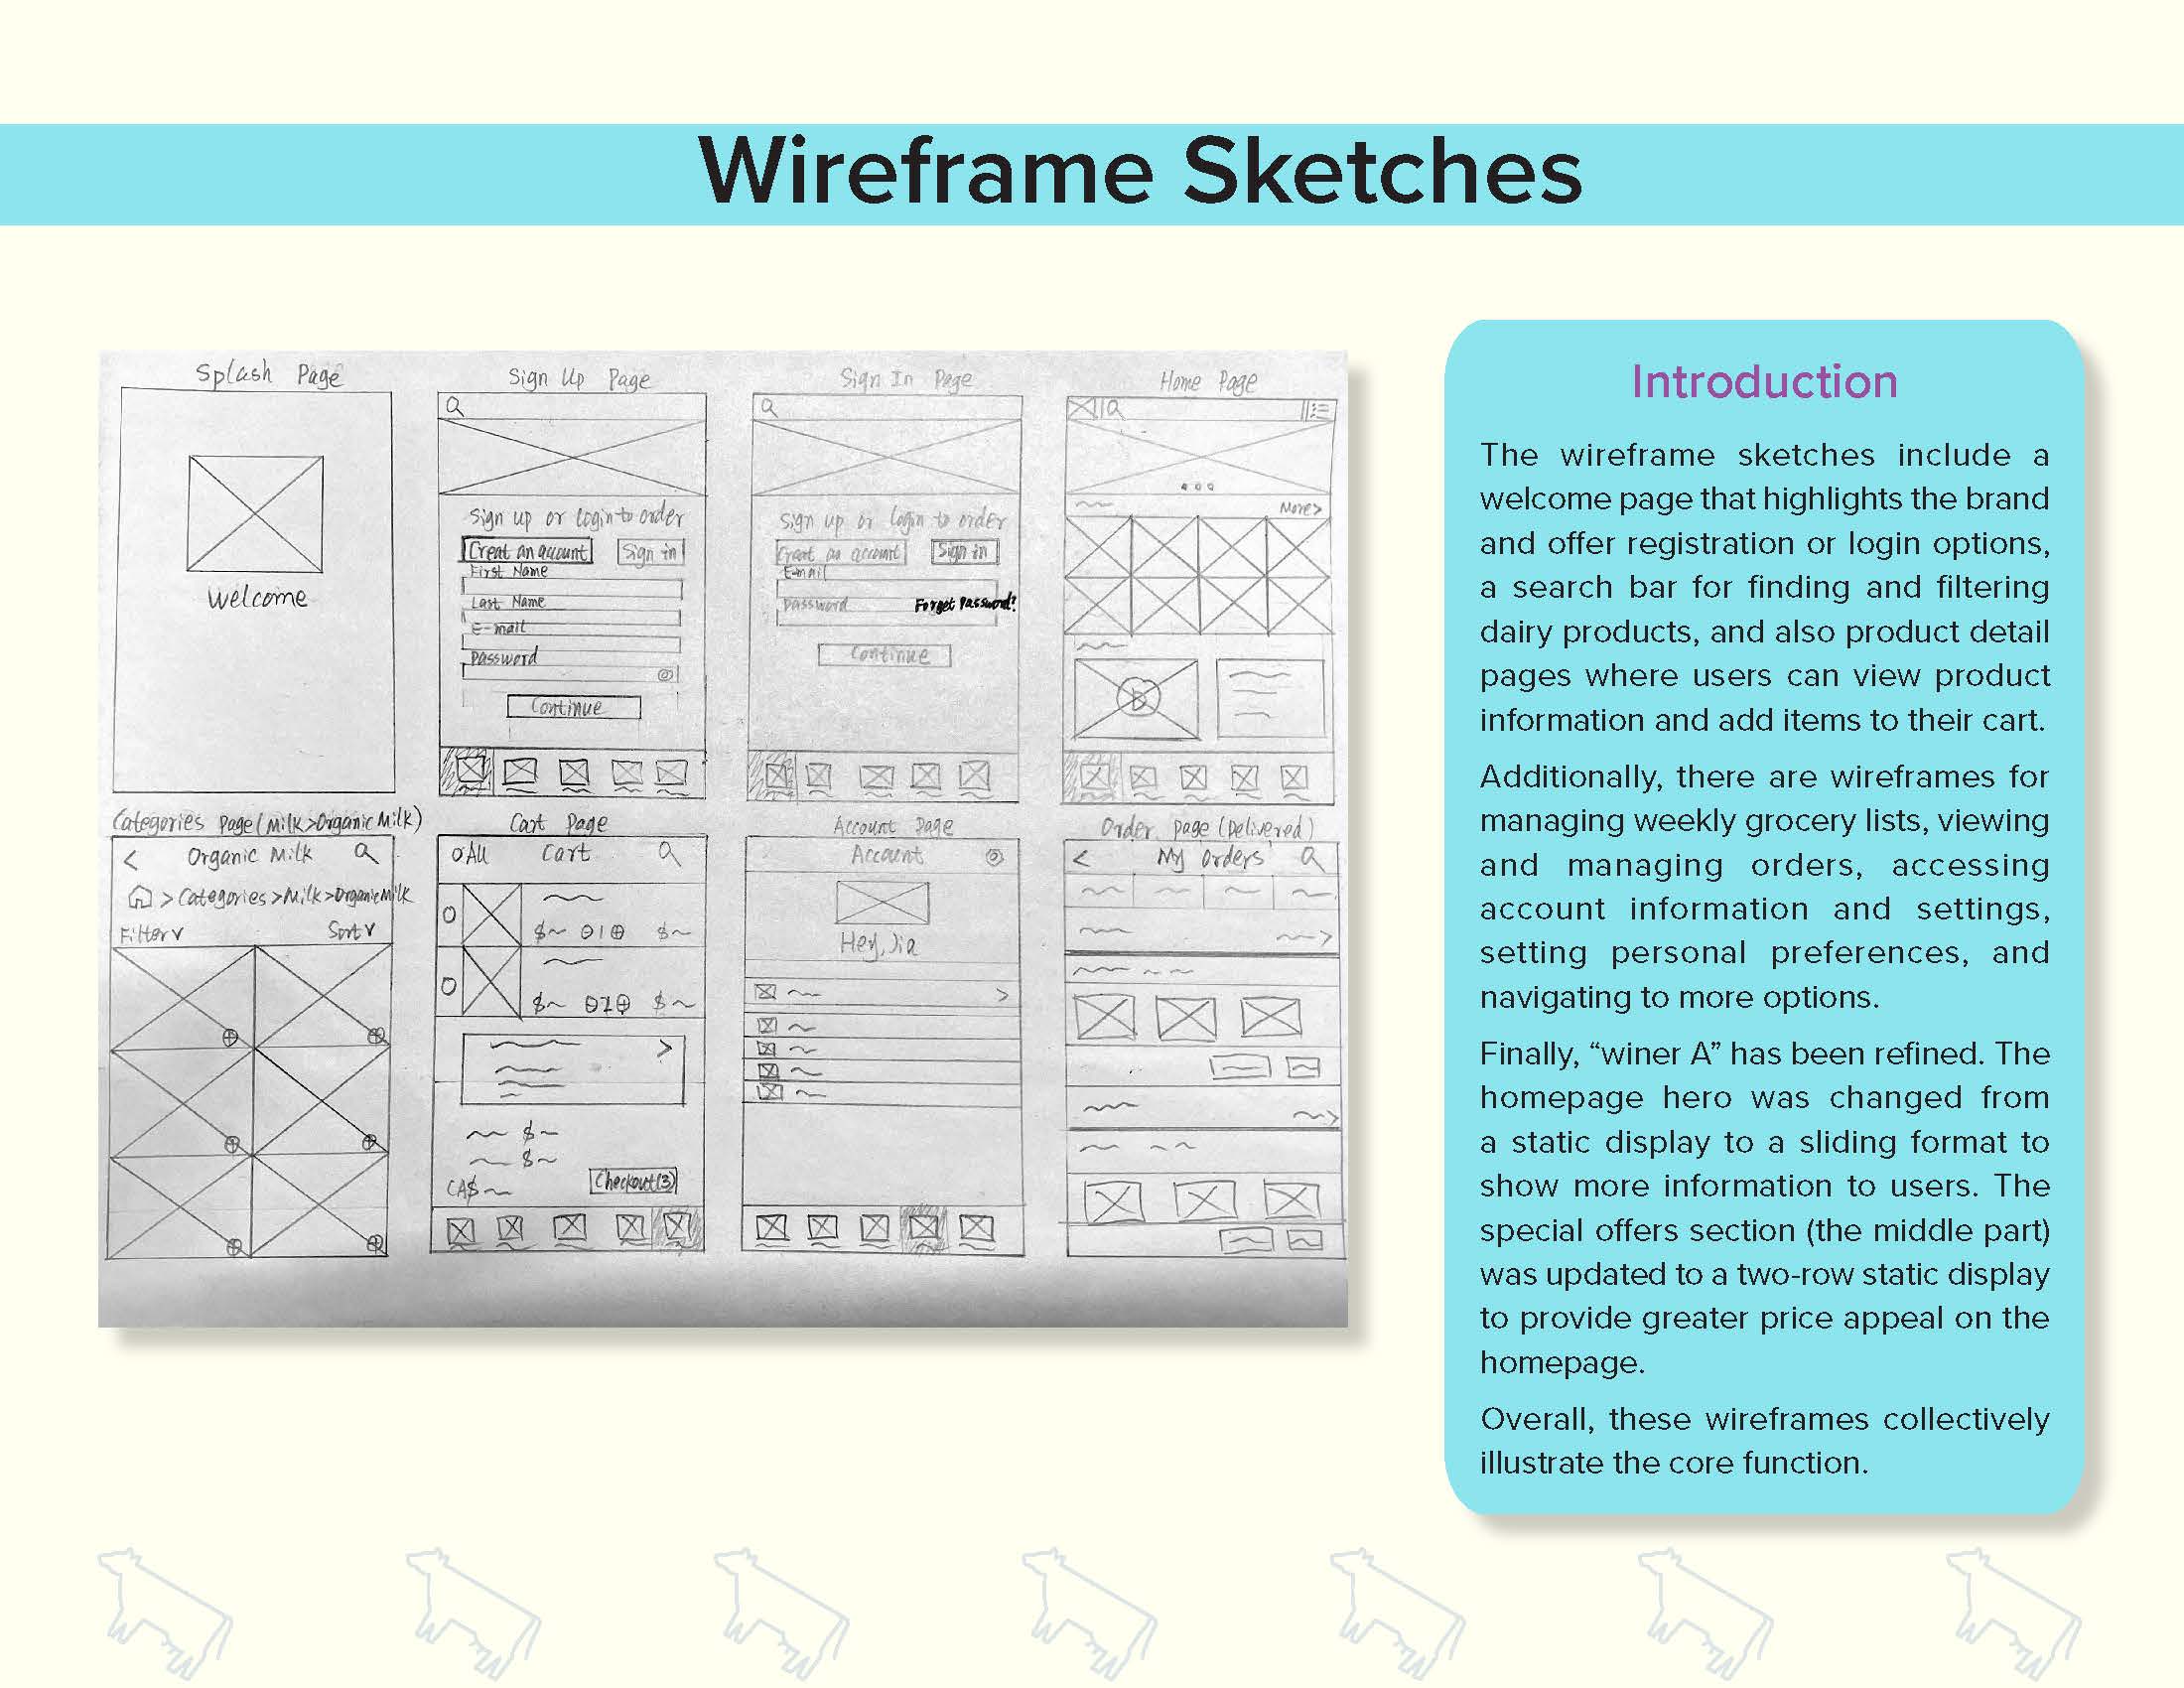 Wireframe Sketches
Splash Page
Welcome
Sign Up Page
Sign up or login to order
Creat an account Sign in
First Name
Last Name
E-mail
Password
Continue
Sign In Page
Sign up or login to order
Creat an account Sign in
E-mail
Password Forget Password?
Continue
Home Page
More>
Categories Page (Milk>Organic Milk)
< Organic Milk
> Categories >Milk>Organic Milk
Filter v Sort v
Cart Page
All Cart
$~ ⊖1⊕ $~
$~ ⊖1⊕ $~
>
$~
$~
CA$~ Checkout(3)
Account Page
Account
Hey, Jia
>
Order Page (Delivered)
< My Orders
>
>
Introduction
The wireframe sketches include a
welcome page that highlights the brand
and offer registration or login options,
a search bar for finding and filtering
dairy products, and also product detail
pages where users can view product
information and add items to their cart.
Additionally, there are wireframes for
managing weekly grocery lists, viewing
and managing orders, accessing
account information and settings,
setting personal preferences, and
navigating to more options.
Finally, “winer A” has been refined. The
homepage hero was changed from
a static display to a sliding format to
show more information to users. The
special offers section (the middle part)
was updated to a two-row static display
to provide greater price appeal on the
homepage.
Overall, these wireframes collectively
illustrate the core function.